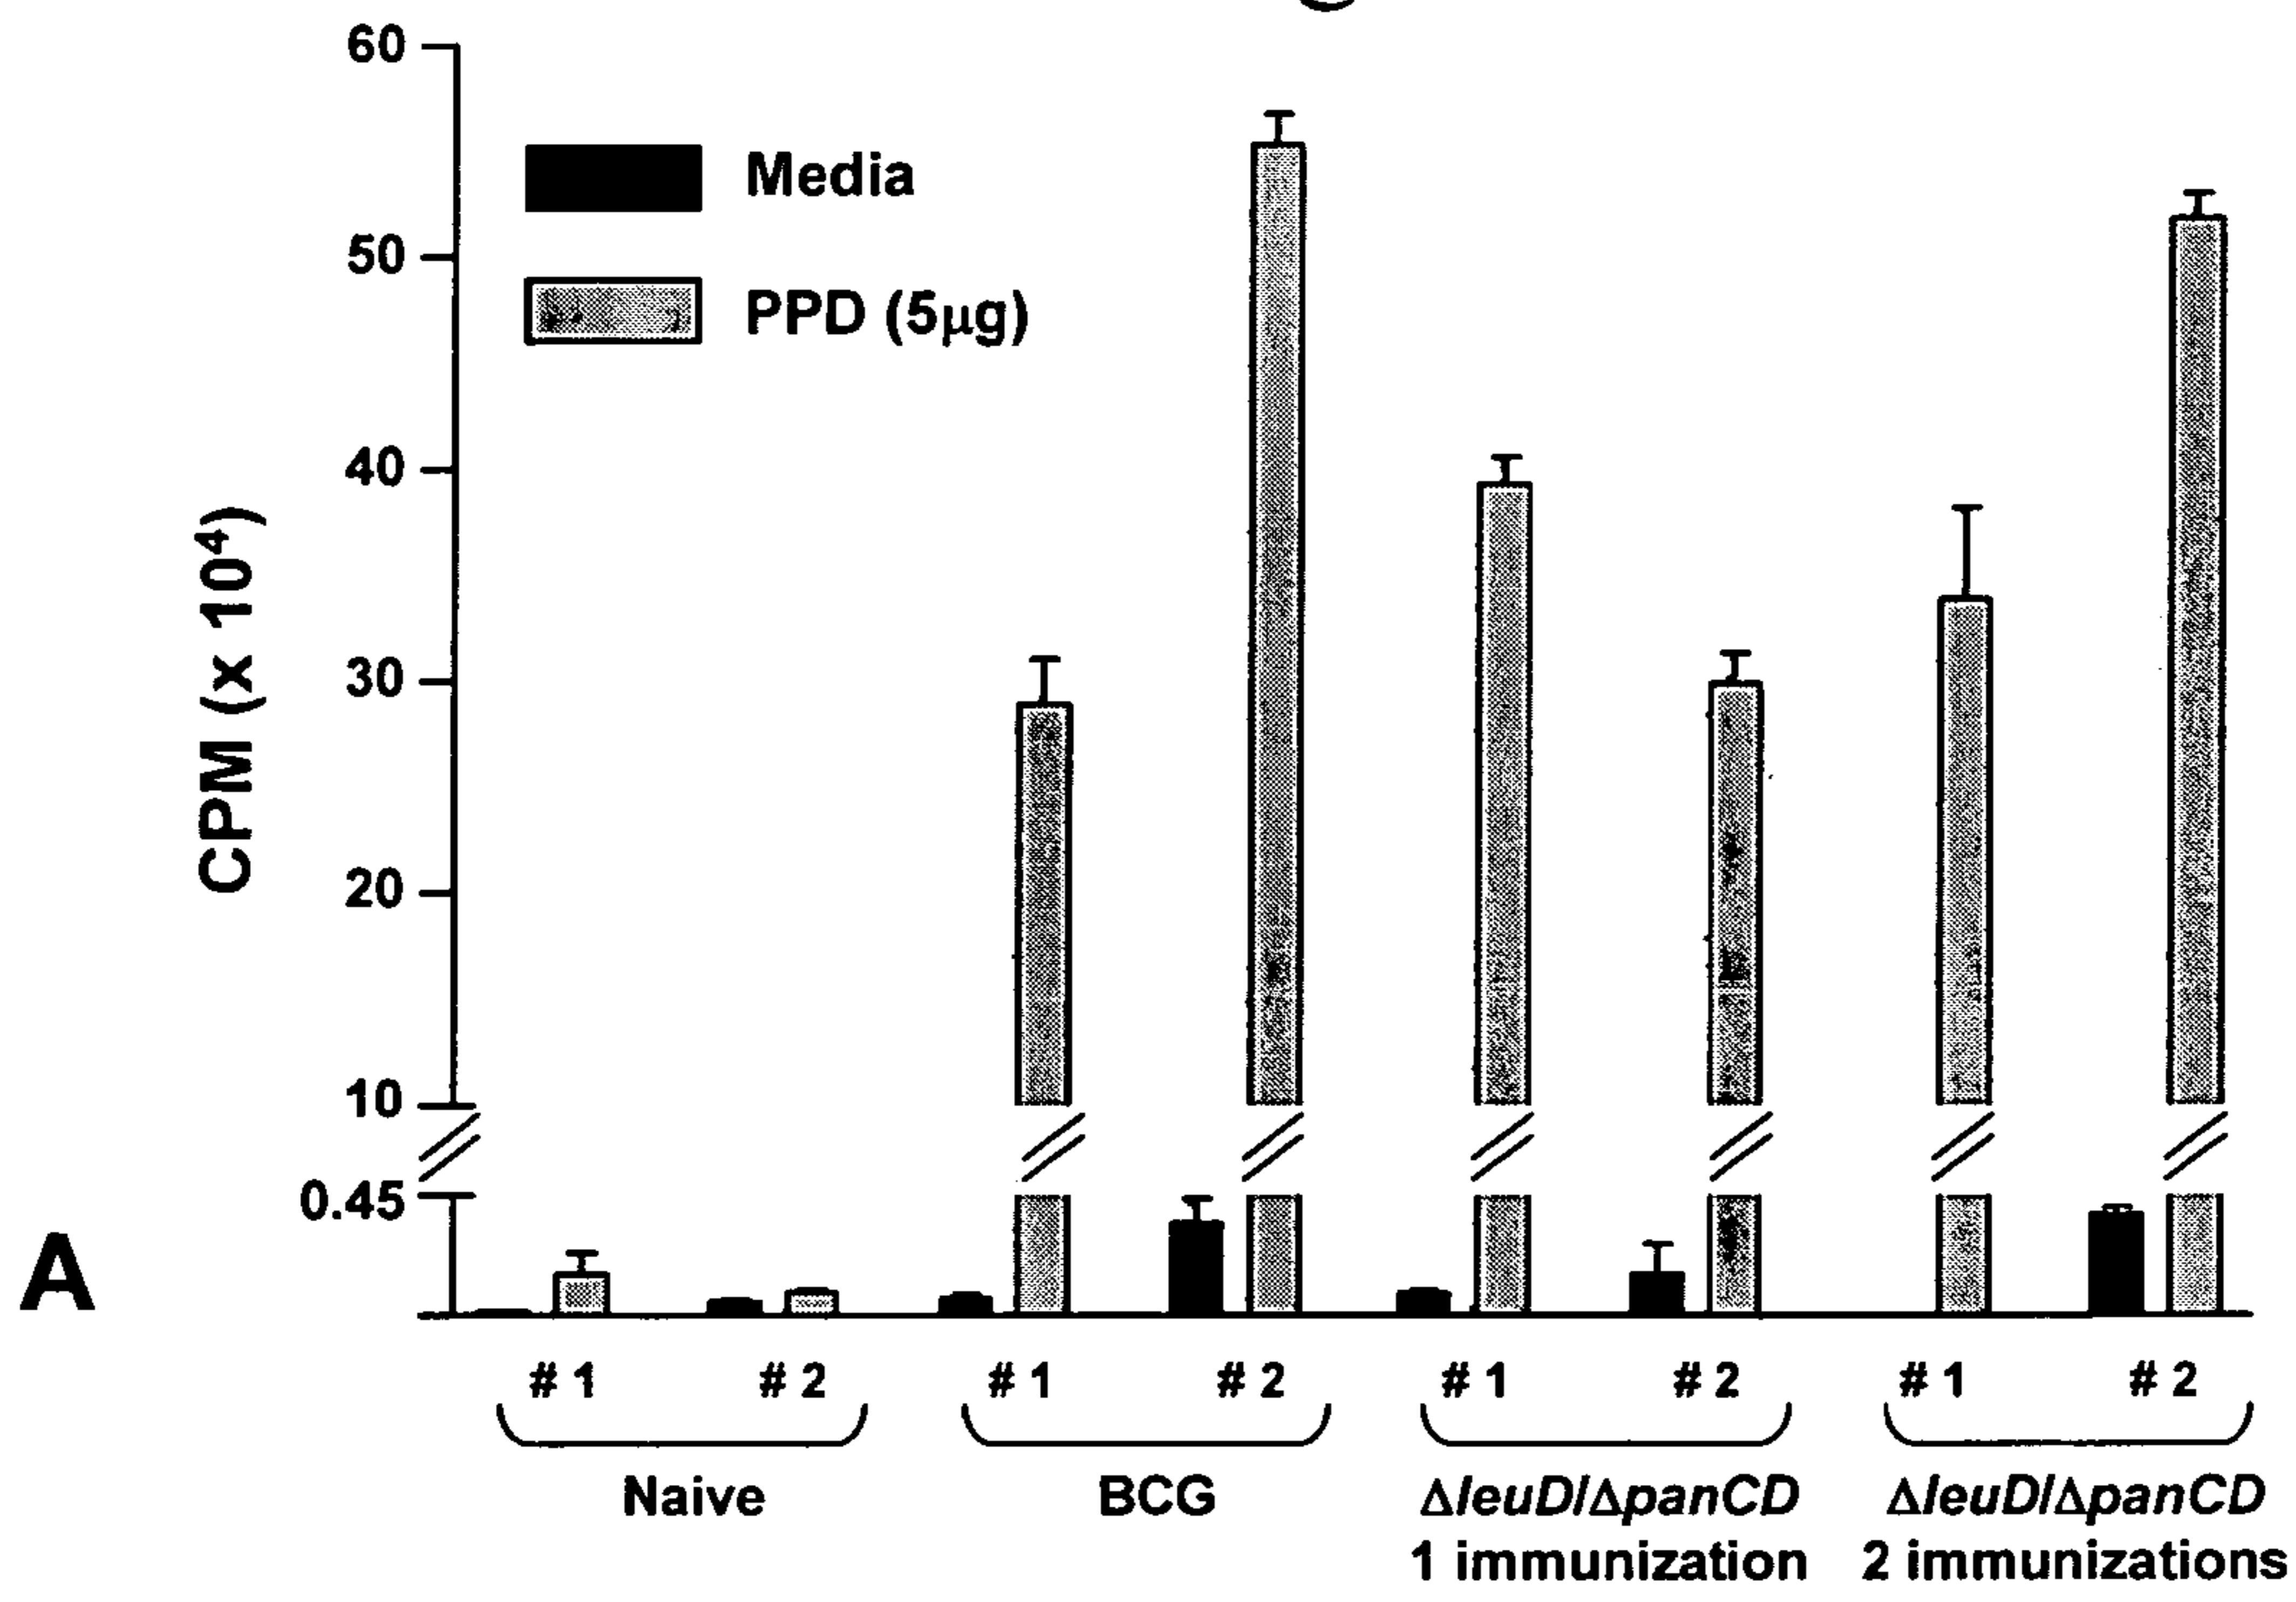 60
50
40
30
20
10
0.45
CPM (x 10⁴)
Media
PPD (5μg)
A
# 1 # 2 # 1 # 2 # 1 # 2 # 1 # 2
Naive BCG ΔleuD/ΔpanCD ΔleuD/ΔpanCD
1 immunization 2 immunizations